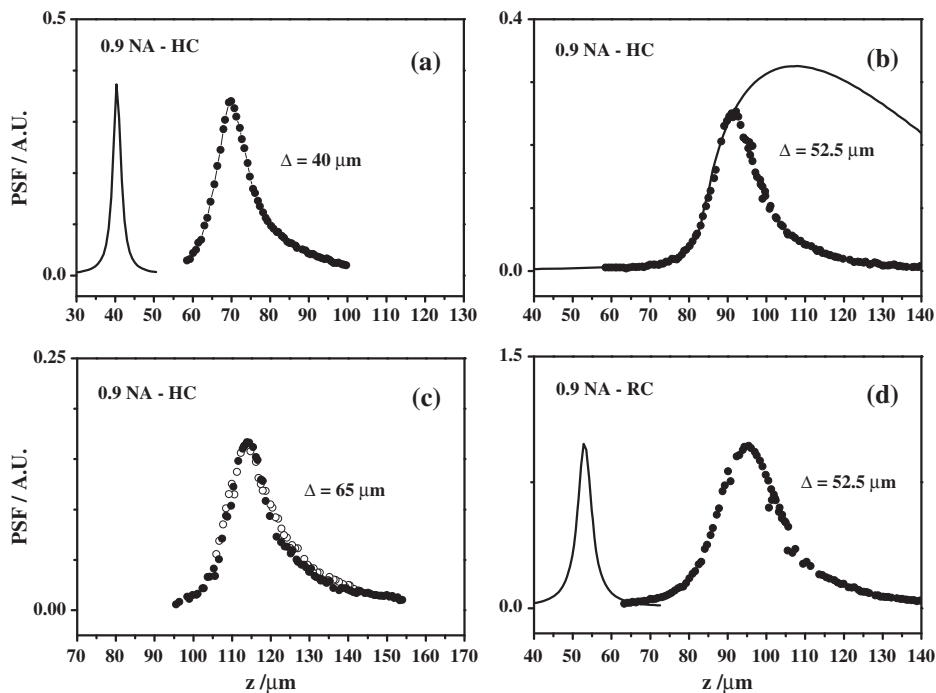 0.5
0.9 NA - HC
(a)
Δ = 40 μm
0.0
PSF / A.U.
30 40 50 60 70 80 90 100 110 120 130
0.4
0.9 NA - HC
(b)
Δ = 52.5 μm
0.0
40 50 60 70 80 90 100 110 120 130 140
0.25
0.9 NA - HC
(c)
Δ = 65 μm
0.00
PSF / A.U.
70 80 90 100 110 120 130 140 150 160 170
z /μm
1.5
0.9 NA - RC
(d)
Δ = 52.5 μm
0.0
40 50 60 70 80 90 100 110 120 130 140
z /μm